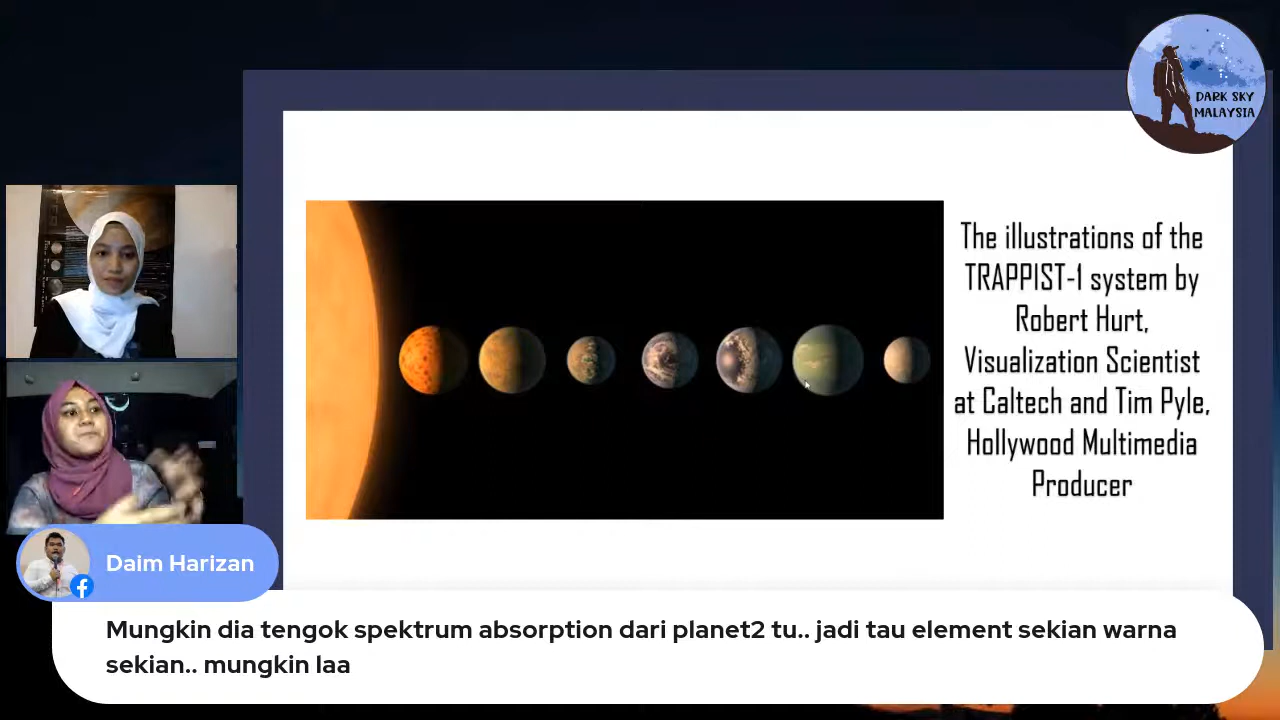 DARK SKY
MALAYSIA
The illustrations of the
TRAPPIST-1 system by
Robert Hurt,
Visualization Scientist
at Caltech and Tim Pyle,
Hollywood Multimedia
Producer
Daim Harizan
Mungkin dia tengok spektrum absorption dari planet2 tu.. jadi tau element sekian warna
sekian.. mungkin laa